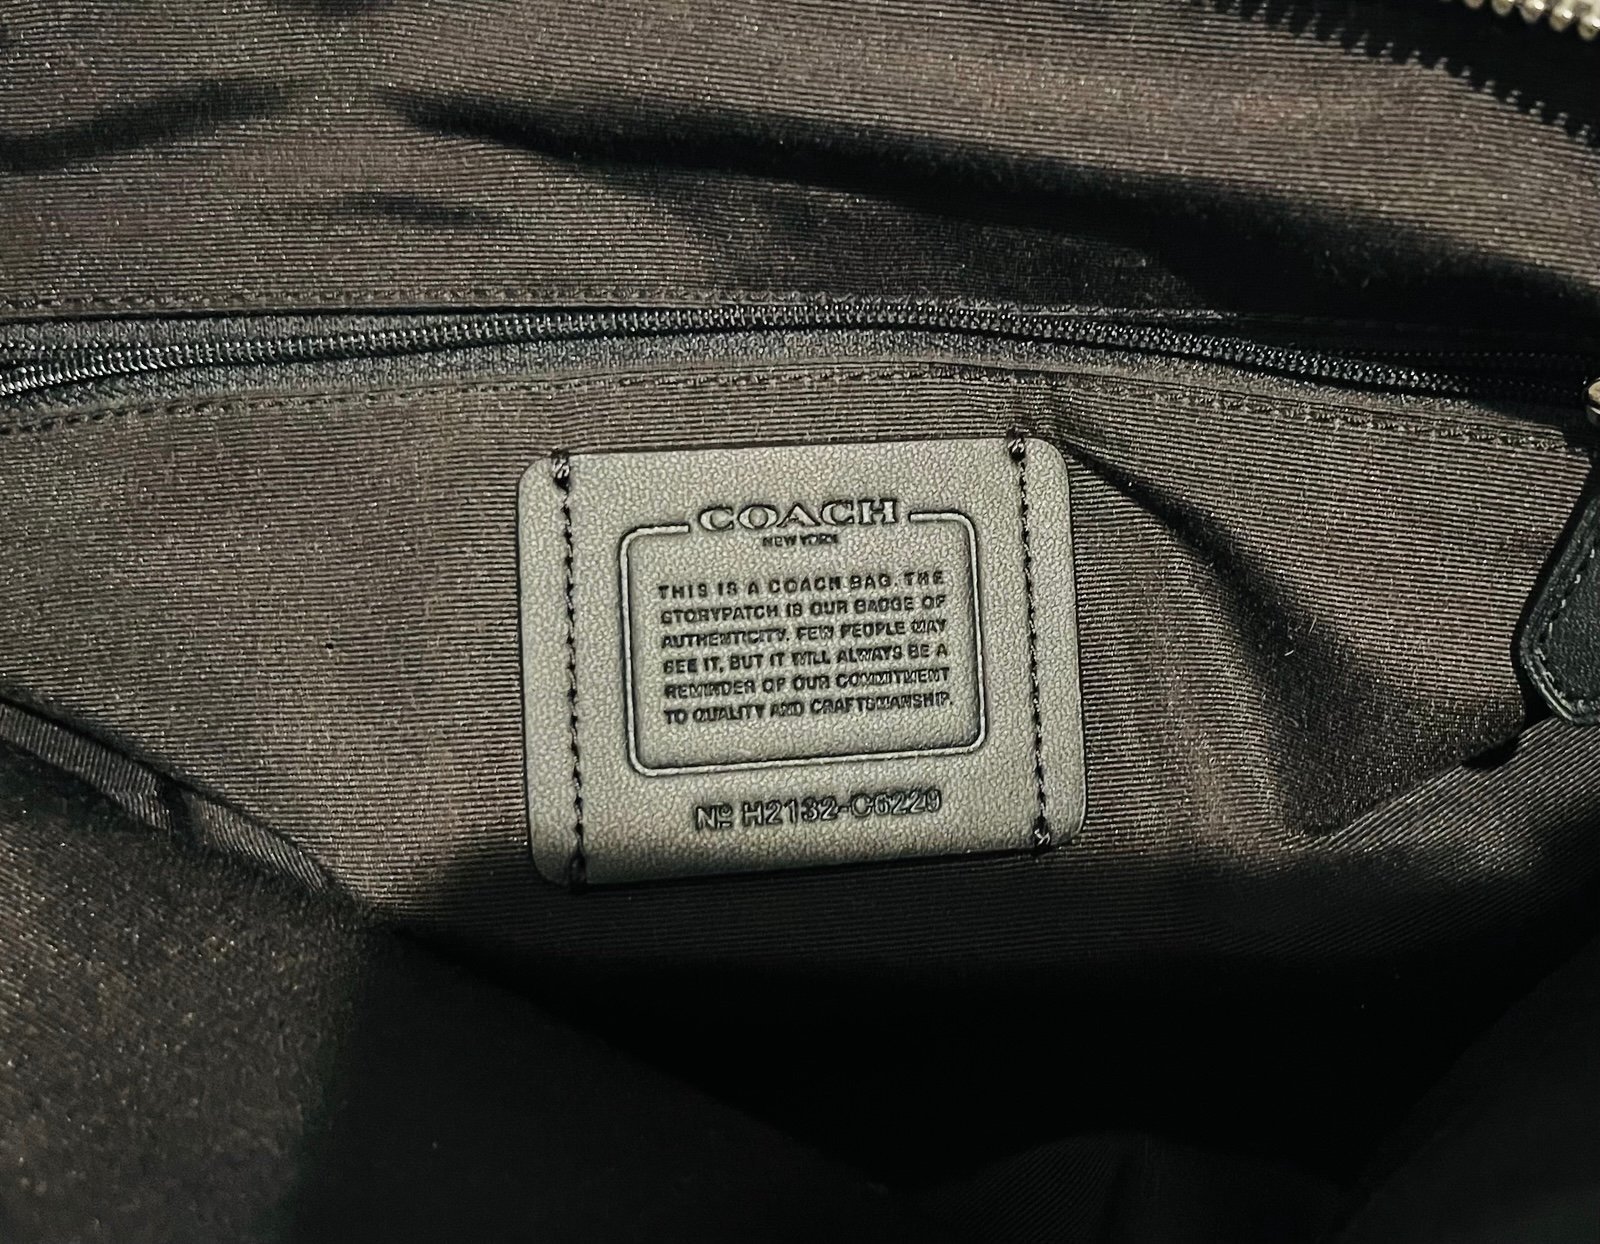 COACH
NEW YORK
THIS IS A COACH BAG. THE
STORYPATCH IS OUR BADGE OF
AUTHENTICITY. FEW PEOPLE MAY
SEE IT, BUT IT WILL ALWAYS BE A
REMINDER OF OUR COMMITMENT
TO QUALITY AND CRAFTSMANSHIP.
Nº H2132-C6229